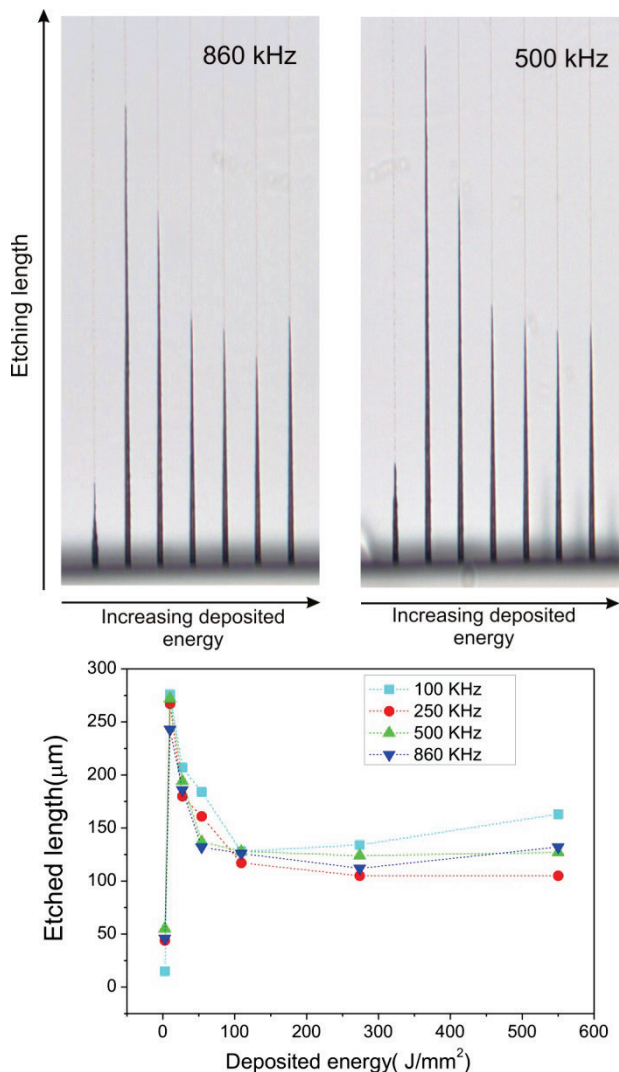 860 kHz
500 kHz
Etching length
Increasing deposited
energy
Increasing deposited
energy
300
250
200
150
100
50
0
Etched length(μm)
100 KHz
250 KHz
500 KHz
860 KHz
0 100 200 300 400 500 600
Deposited energy( J/mm²)